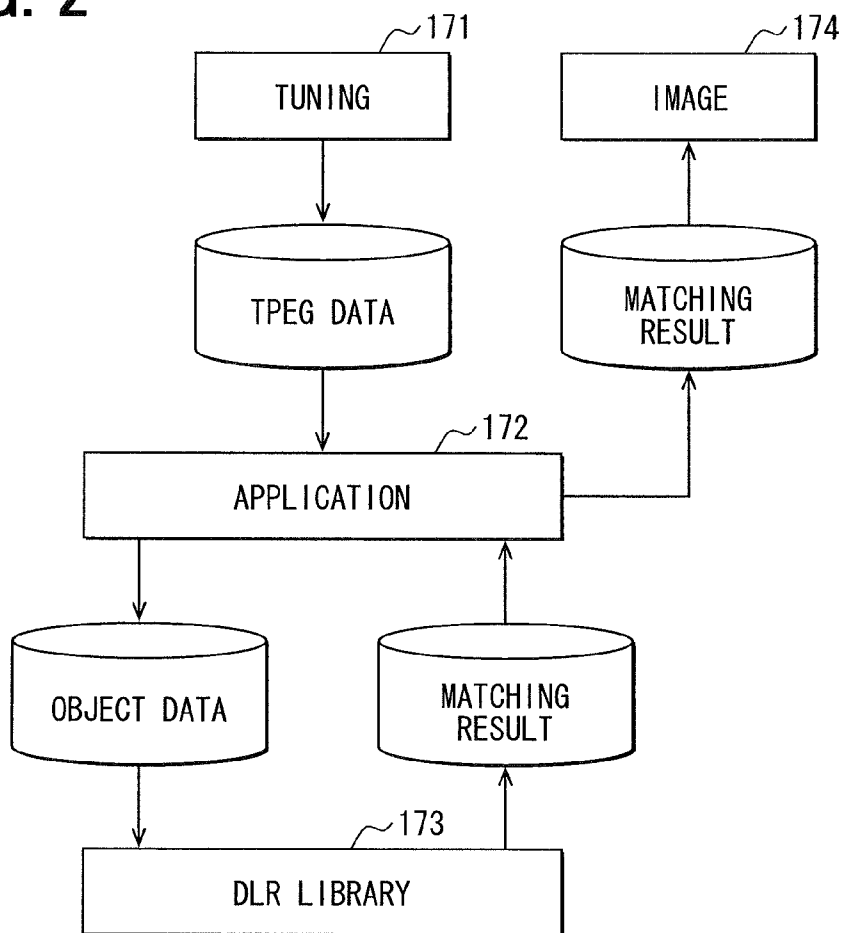 G. 2
171
174
TUNING
IMAGE
TPEG DATA
MATCHING
RESULT
172
APPLICATION
OBJECT DATA
MATCHING
RESULT
173
DLR LIBRARY